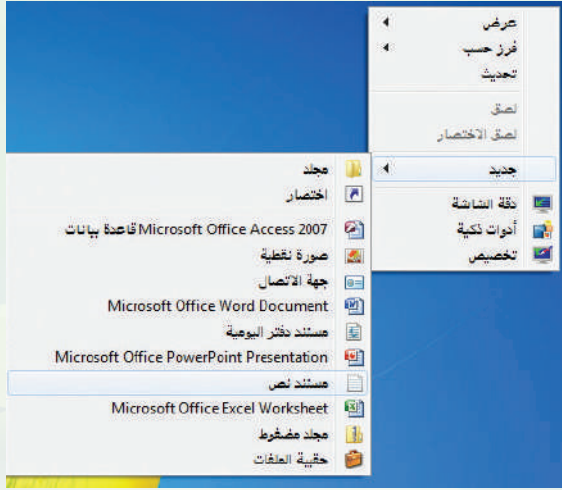 عرض
فرز حسب
تحديث
لصق
لصق الاختصار
جديد
دقة الشاشة
أدوات ذكية
تخصيص
مجلد
اختصار
Microsoft Office Access 2007 قاعدة بيانات
صورة نقطية
جهة الاتصال
Microsoft Office Word Document
مستند دفتر اليومية
Microsoft Office PowerPoint Presentation
مستند نص
Microsoft Office Excel Worksheet
مجلد مضغوط
حقيبة الملفات